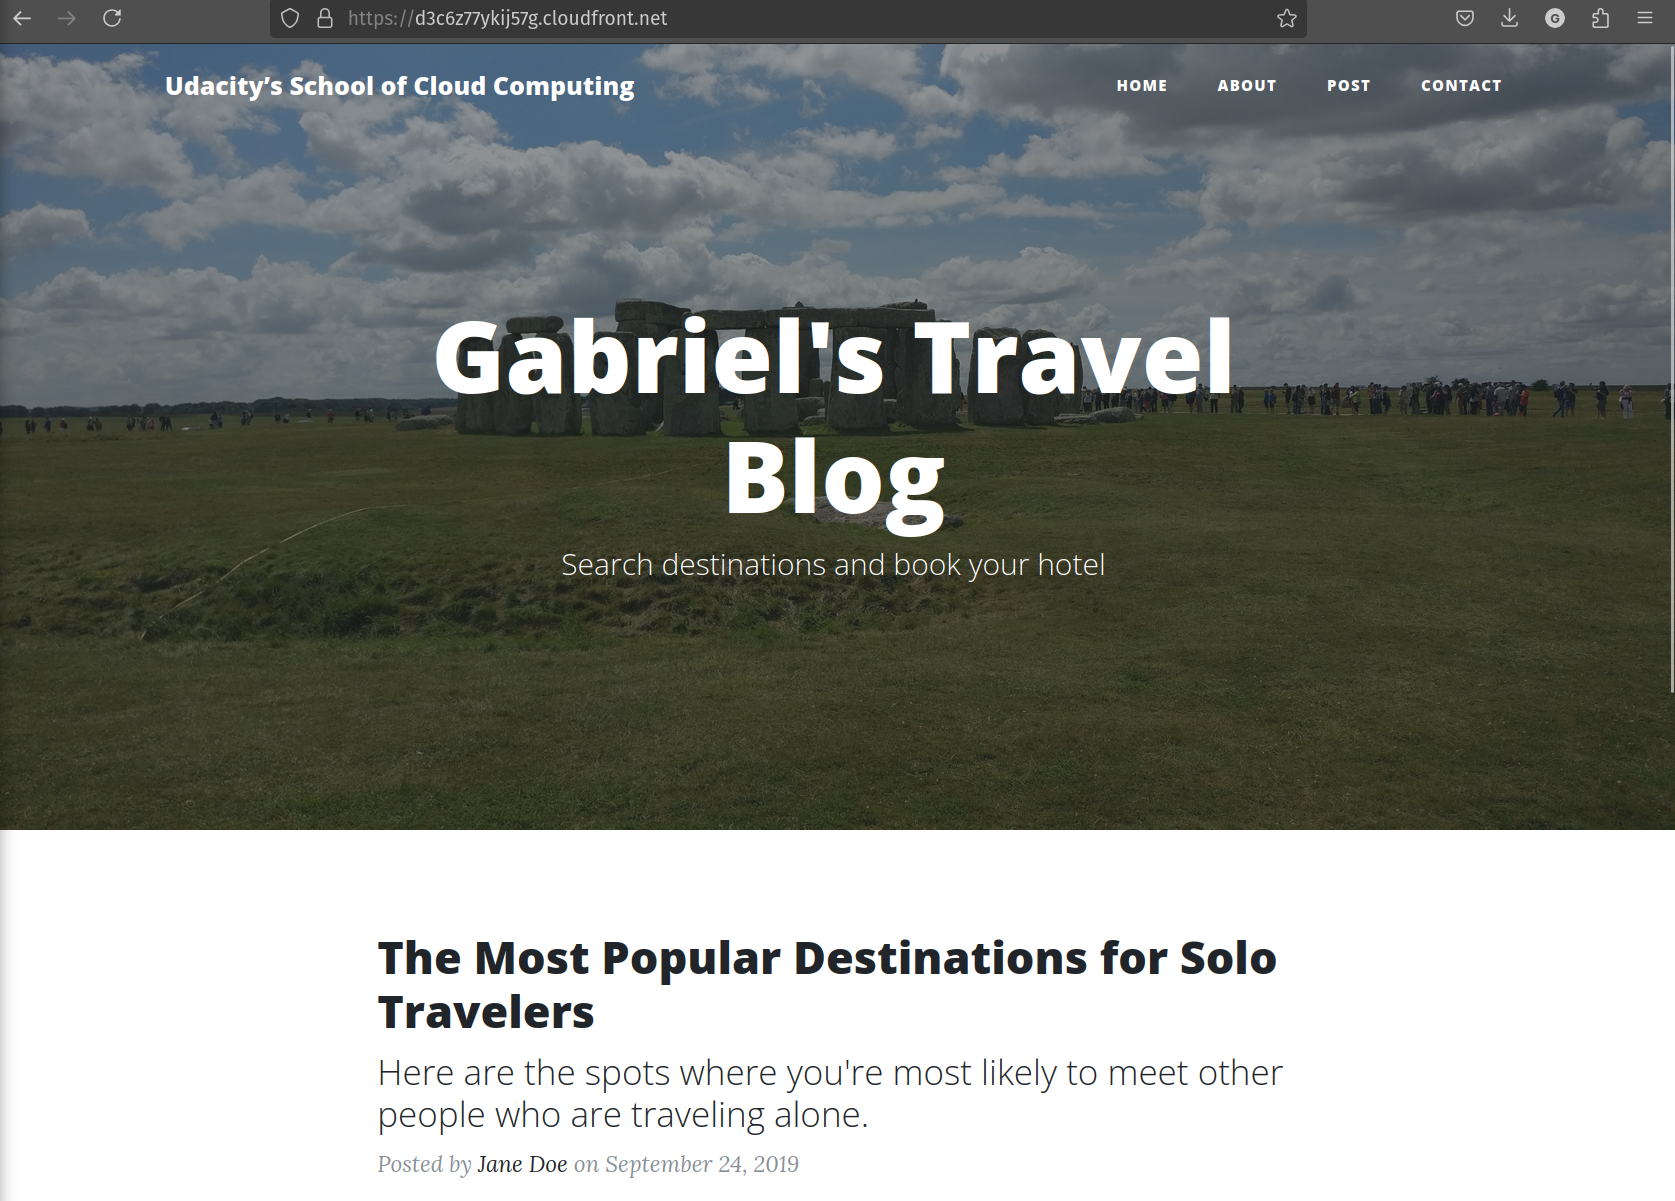 https://d3c6z77ykij57g.cloudfront.net
G
Udacity’s School of Cloud Computing
HOME ABOUT POST CONTACT
Gabriel's Travel
Blog
Search destinations and book your hotel
The Most Popular Destinations for Solo
Travelers
Here are the spots where you're most likely to meet other
people who are traveling alone.
Posted by Jane Doe on September 24, 2019